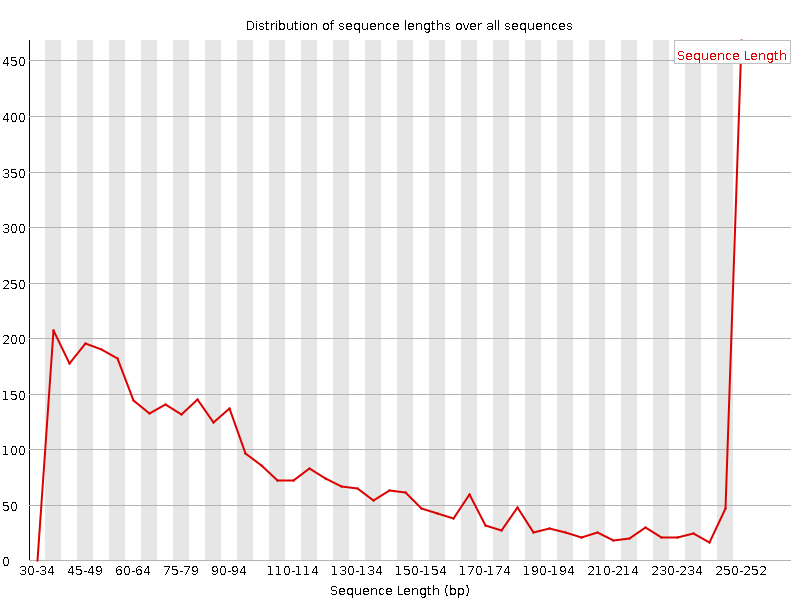 Distribution of sequence lengths over all sequences
Sequence Length
450
400
350
300
250
200
150
100
50
0
30-34 45-49 60-64 75-79 90-94 110-114 130-134 150-154 170-174 190-194 210-214 230-234 250-252
Sequence Length (bp)